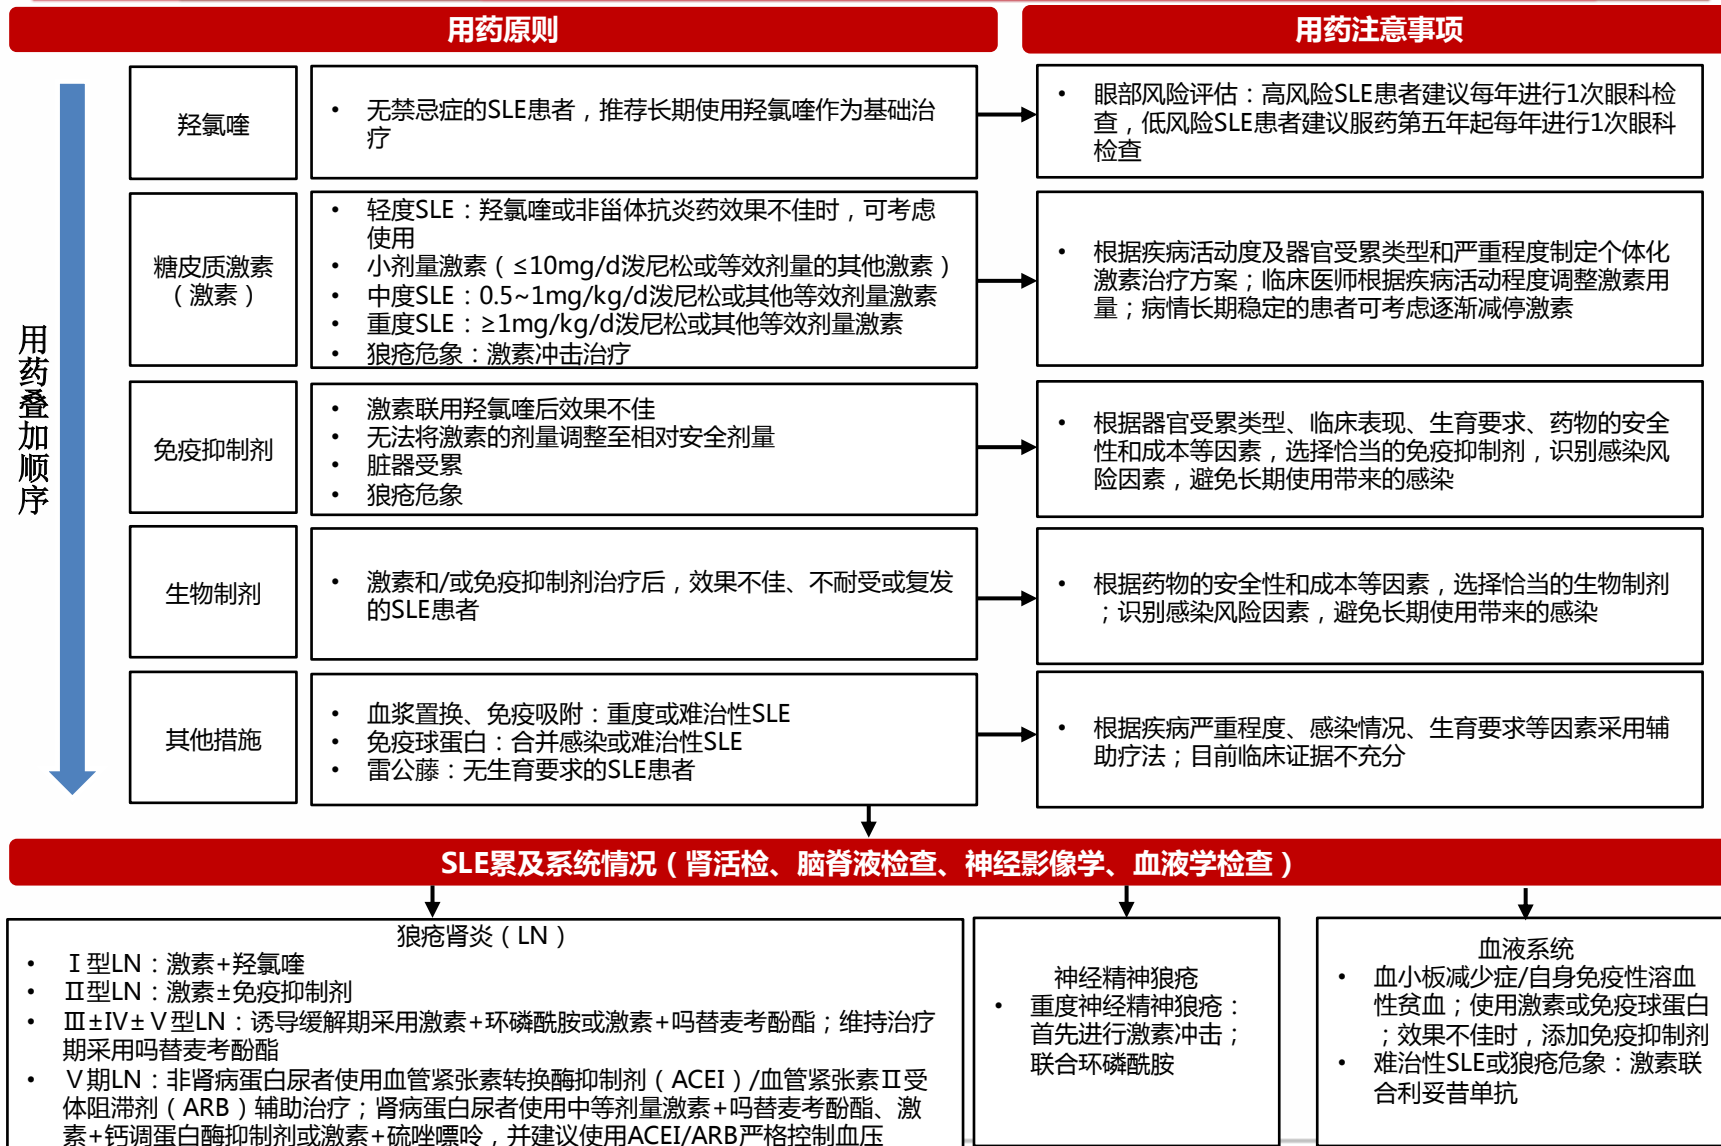 用药原则
用药注意事项
用药叠加顺序
羟氯喹
• 无禁忌症的SLE患者，推荐长期使用羟氯喹作为基础治
疗
• 眼部风险评估：高风险SLE患者建议每年进行1次眼科检
查，低风险SLE患者建议服药第五年起每年进行1次眼科
检查
糖皮质激素
（激素）
• 轻度SLE：羟氯喹或非甾体抗炎药效果不佳时，可考虑
使用
• 小剂量激素（≤10mg/d泼尼松或等效剂量的其他激素）
• 中度SLE：0.5~1mg/kg/d泼尼松或其他等效剂量激素
• 重度SLE：≥1mg/kg/d泼尼松或其他等效剂量激素
• 狼疮危象：激素冲击治疗
• 根据疾病活动度及器官受累类型和严重程度制定个体化
激素治疗方案；临床医师根据疾病活动程度调整激素用
量；病情长期稳定的患者可考虑逐渐减停激素
免疫抑制剂
• 激素联用羟氯喹后效果不佳
• 无法将激素的剂量调整至相对安全剂量
• 脏器受累
• 狼疮危象
• 根据器官受累类型、临床表现、生育要求、药物的安全
性和成本等因素，选择恰当的免疫抑制剂，识别感染风
险因素，避免长期使用带来的感染
生物制剂
• 激素和/或免疫抑制剂治疗后，效果不佳、不耐受或复发
的SLE患者
• 根据药物的安全性和成本等因素，选择恰当的生物制剂
；识别感染风险因素，避免长期使用带来的感染
其他措施
• 血浆置换、免疫吸附：重度或难治性SLE
• 免疫球蛋白：合并感染或难治性SLE
• 雷公藤：无生育要求的SLE患者
• 根据疾病严重程度、感染情况、生育要求等因素采用辅
助疗法；目前临床证据不充分
SLE累及系统情况（肾活检、脑脊液检查、神经影像学、血液学检查）
狼疮肾炎（LN）
• Ⅰ型LN：激素+羟氯喹
• Ⅱ型LN：激素±免疫抑制剂
• Ⅲ±Ⅳ±Ⅴ型LN：诱导缓解期采用激素+环磷酰胺或激素+吗替麦考酚酯；维持治疗
期采用吗替麦考酚酯
• Ⅴ期LN：非肾病蛋白尿者使用血管紧张素转换酶抑制剂（ACEI）/血管紧张素Ⅱ受
体阻滞剂（ARB）辅助治疗；肾病蛋白尿者使用中等剂量激素+吗替麦考酚酯、激
素+钙调蛋白酶抑制剂或激素+硫唑嘌呤，并建议使用ACEI/ARB严格控制血压
神经精神狼疮
• 重度神经精神狼疮：
首先进行激素冲击；
联合环磷酰胺
血液系统
• 血小板减少症/自身免疫性溶血
性贫血；使用激素或免疫球蛋白
；效果不佳时，添加免疫抑制剂
• 难治性SLE或狼疮危象：激素联
合利妥昔单抗